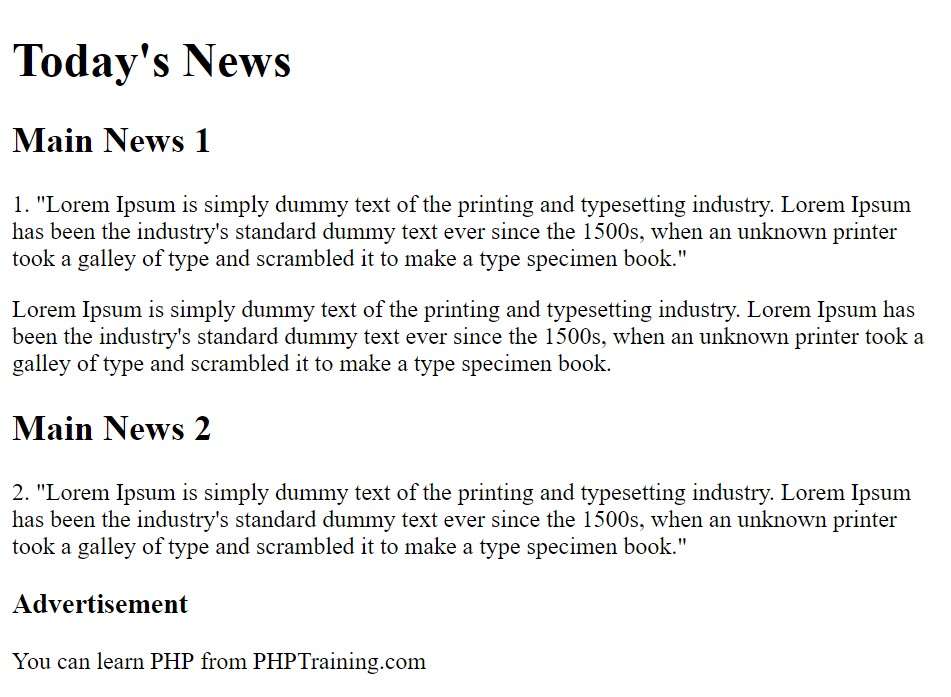 Today's News
Main News 1
1. "Lorem Ipsum is simply dummy text of the printing and typesetting industry. Lorem Ipsum
has been the industry's standard dummy text ever since the 1500s, when an unknown printer
took a galley of type and scrambled it to make a type specimen book."
Lorem Ipsum is simply dummy text of the printing and typesetting industry. Lorem Ipsum has
been the industry's standard dummy text ever since the 1500s, when an unknown printer took a
galley of type and scrambled it to make a type specimen book.
Main News 2
2. "Lorem Ipsum is simply dummy text of the printing and typesetting industry. Lorem Ipsum
has been the industry's standard dummy text ever since the 1500s, when an unknown printer
took a galley of type and scrambled it to make a type specimen book."
Advertisement
You can learn PHP from PHPTraining.com